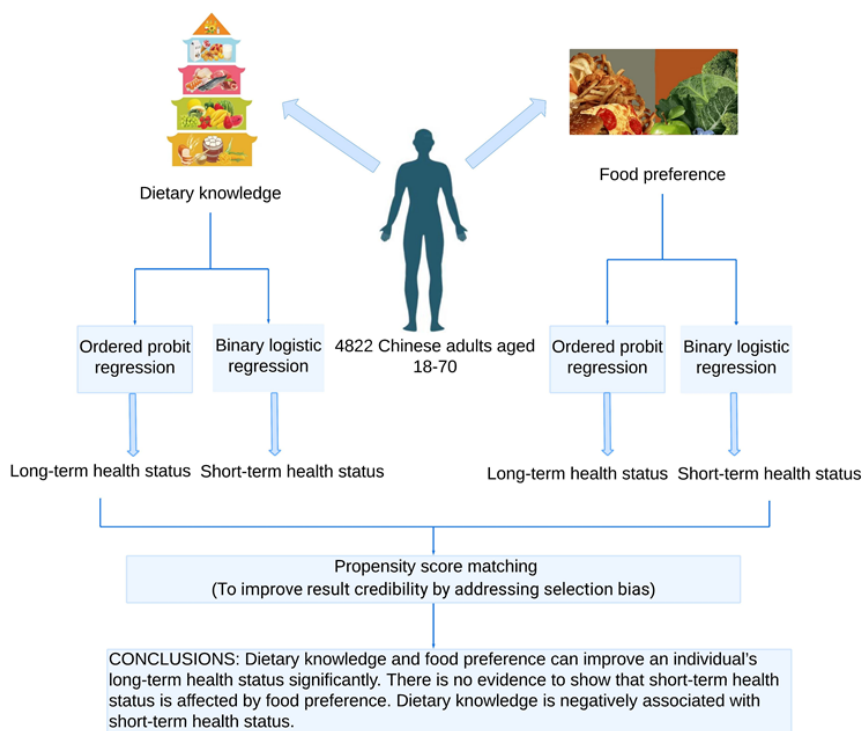 Dietary knowledge
Food preference
4822 Chinese adults aged
18-70
Ordered probit
regression
Binary logistic
regression
Ordered probit
regression
Binary logistic
regression
Long-term health status
Short-term health status
Long-term health status
Short-term health status
Propensity score matching
(To improve result credibility by addressing selection bias)
CONCLUSIONS: Dietary knowledge and food preference can improve an individual's
long-term health status significantly. There is no evidence to show that short-term health
status is affected by food preference. Dietary knowledge is negatively associated with
short-term health status.